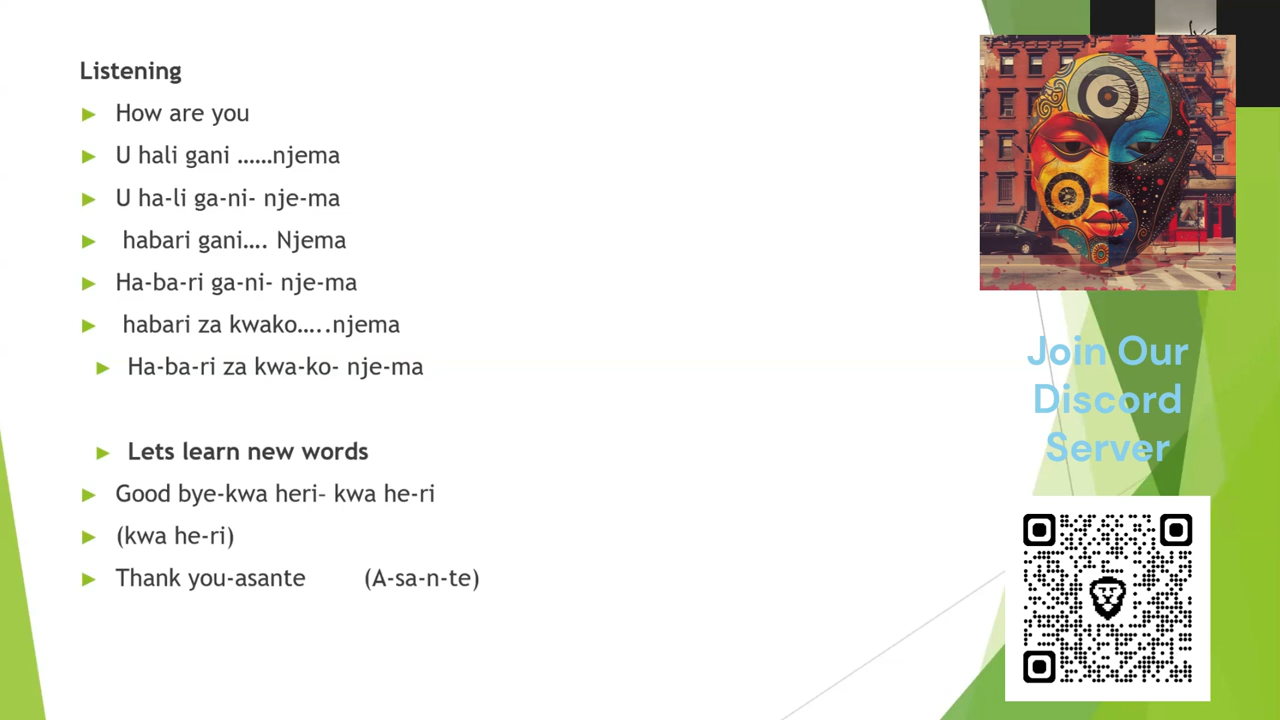 Listening
How are you
U hali gani ......njema
U ha-li ga-ni- nje-ma
habari gani.... Njema
Ha-ba-ri ga-ni- nje-ma
habari za kwako.....njema
Ha-ba-ri za kwa-ko- nje-ma
Lets learn new words
Good bye-kwa heri– kwa he-ri
(kwa he-ri)
Thank you-asante (A-sa-n-te)
Join Our
Discord
Server